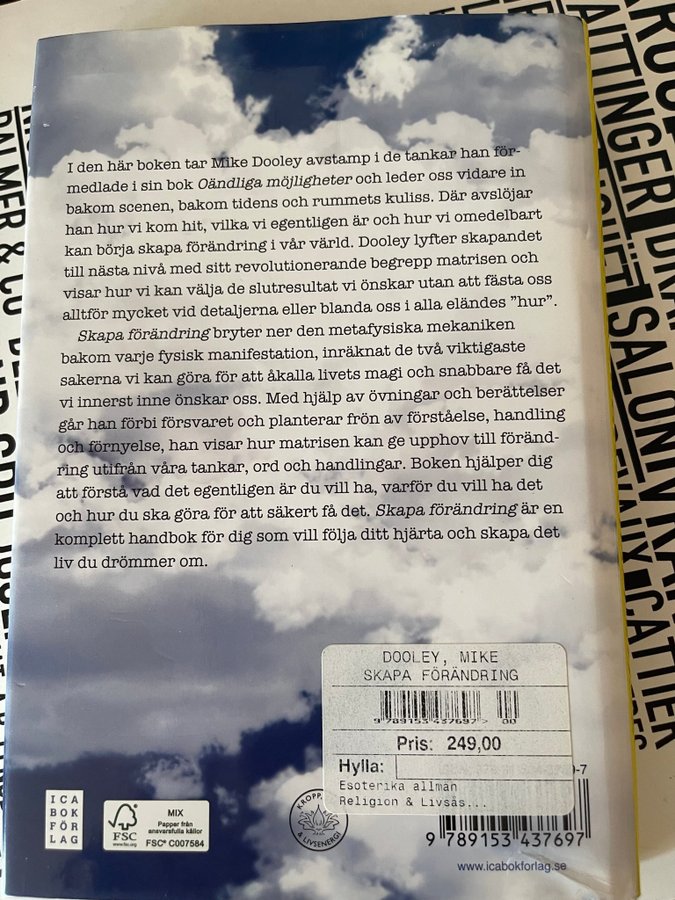 I den här boken tar Mike Dooley avstamp i de tankar han för-
medlade i sin bok Oändliga möjligheter och leder oss vidare in
bakom scenen, bakom tidens och rummets kuliss. Där avslöjar
han hur vi kom hit, vilka vi egentligen är och hur vi omedelbart
kan börja skapa förändring i vår värld. Dooley lyfter skapandet
till nästa nivå med sitt revolutionerande begrepp matrisen och
visar hur vi kan välja de slutresultat vi önskar utan att fästa oss
alltför mycket vid detaljerna eller blanda oss i alla eländes ”hur”.
Skapa förändring bryter ner den metafysiska mekaniken
bakom varje fysisk manifestation, inräknat de två viktigaste
sakerna vi kan göra för att åkalla livets magi och snabbare få det
vi innerst inne önskar oss. Med hjälp av övningar och berättelser
går han förbi försvaret och planterar frön av förståelse, handling
och förnyelse, han visar hur matrisen kan ge upphov till föränd-
ring utifrån våra tankar, ord och handlingar. Boken hjälper dig
att förstå vad det egentligen är du vill ha, varför du vill ha det
och hur du ska göra för att säkert få det. Skapa förändring är en
komplett handbok för dig som vill följa ditt hjärta och skapa det
liv du drömmer om.
DOOLEY, MIKE
SKAPA FÖRÄNDRING
9789153437697> 00
Pris: 249,00
Hylla:
Esoterika allmän
Religion & Livsås...
-7
ICA
BOK
FÖR
LAG
FSC
www.fsc.org
MIX
Papper från
ansvarsfulla källor
FSC® C007584
KROPP,
& LIVSENERGI
9 789153 437697
www.icabokforlag.se
PALMER & CO
AITTINGER
SALON
CATTIER